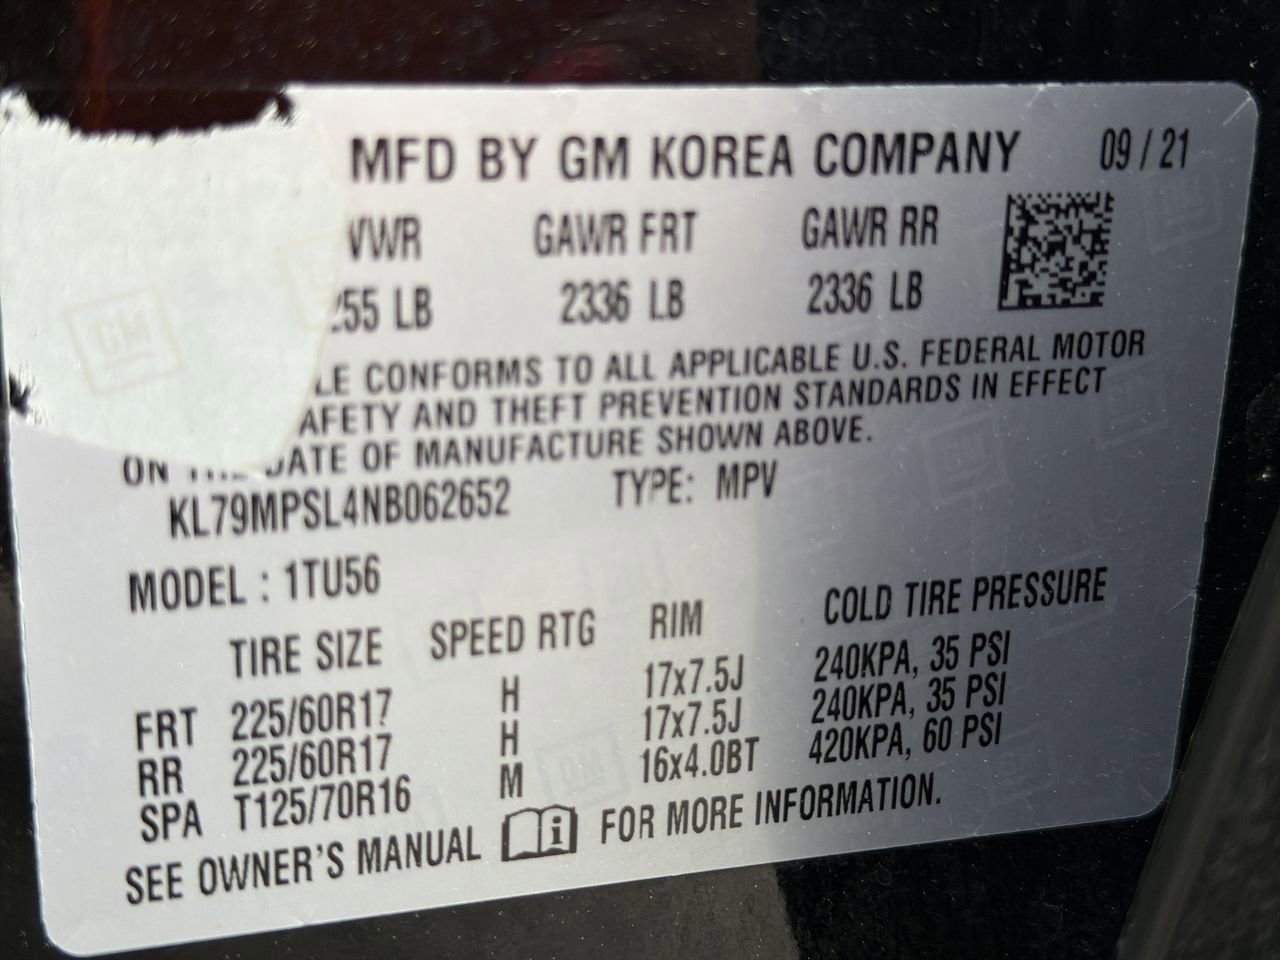 MFD BY GM KOREA COMPANY 09 / 21
VWR GAWR FRT GAWR RR
255 LB 2336 LB 2336 LB
LE CONFORMS TO ALL APPLICABLE U.S. FEDERAL MOTOR
AFETY AND THEFT PREVENTION STANDARDS IN EFFECT
ON THE DATE OF MANUFACTURE SHOWN ABOVE.
KL79MPSL4NB062652 TYPE: MPV
MODEL : 1TU56
TIRE SIZE SPEED RTG RIM COLD TIRE PRESSURE
FRT 225/60R17 H 17x7.5J 240KPA, 35 PSI
RR 225/60R17 H 17x7.5J 240KPA, 35 PSI
SPA T125/70R16 M 16x4.0BT 420KPA, 60 PSI
SEE OWNER'S MANUAL i FOR MORE INFORMATION.
GM